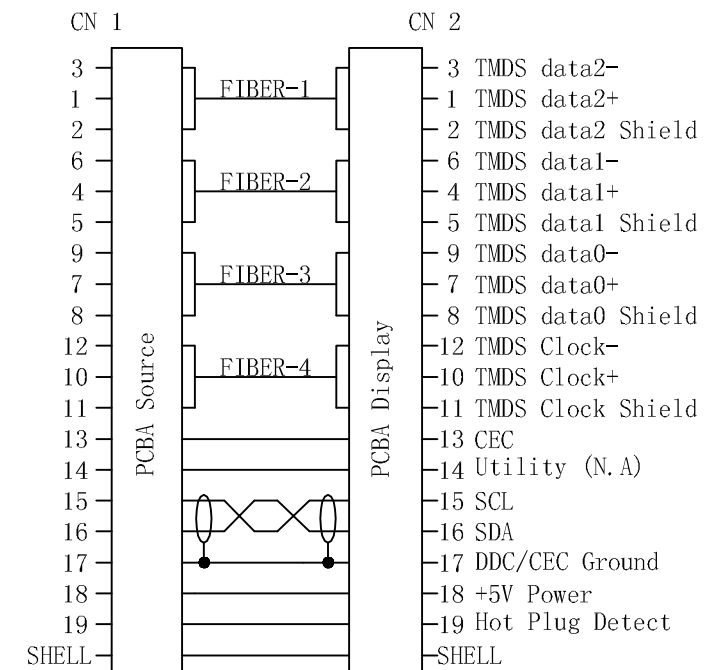 CN 1 CN 2
3 3 TMDS data2-
1 FIBER-1 1 TMDS data2+
2 2 TMDS data2 Shield
6 6 TMDS data1-
4 FIBER-2 4 TMDS data1+
5 5 TMDS data1 Shield
9 9 TMDS data0-
7 FIBER-3 7 TMDS data0+
8 8 TMDS data0 Shield
12 12 TMDS Clock-
10 FIBER-4 10 TMDS Clock+
11 11 TMDS Clock Shield
PCBA Source
PCBA Display
13 13 CEC
14 14 Utility (N.A)
15 15 SCL
16 16 SDA
17 17 DDC/CEC Ground
18 18 +5V Power
19 19 Hot Plug Detect
SHELL SHELL